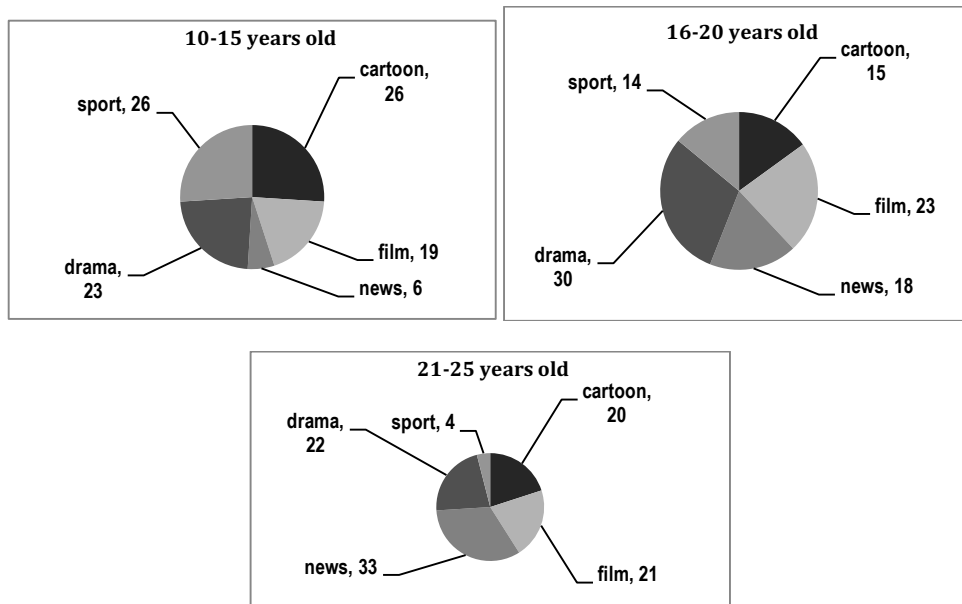 10-15 years old
cartoon,
26
sport, 26
film, 19
drama,
23
news, 6
16-20 years old
cartoon,
15
sport, 14
film, 23
drama,
30
news, 18
21-25 years old
cartoon,
20
drama,
22
sport, 4
news, 33
film, 21